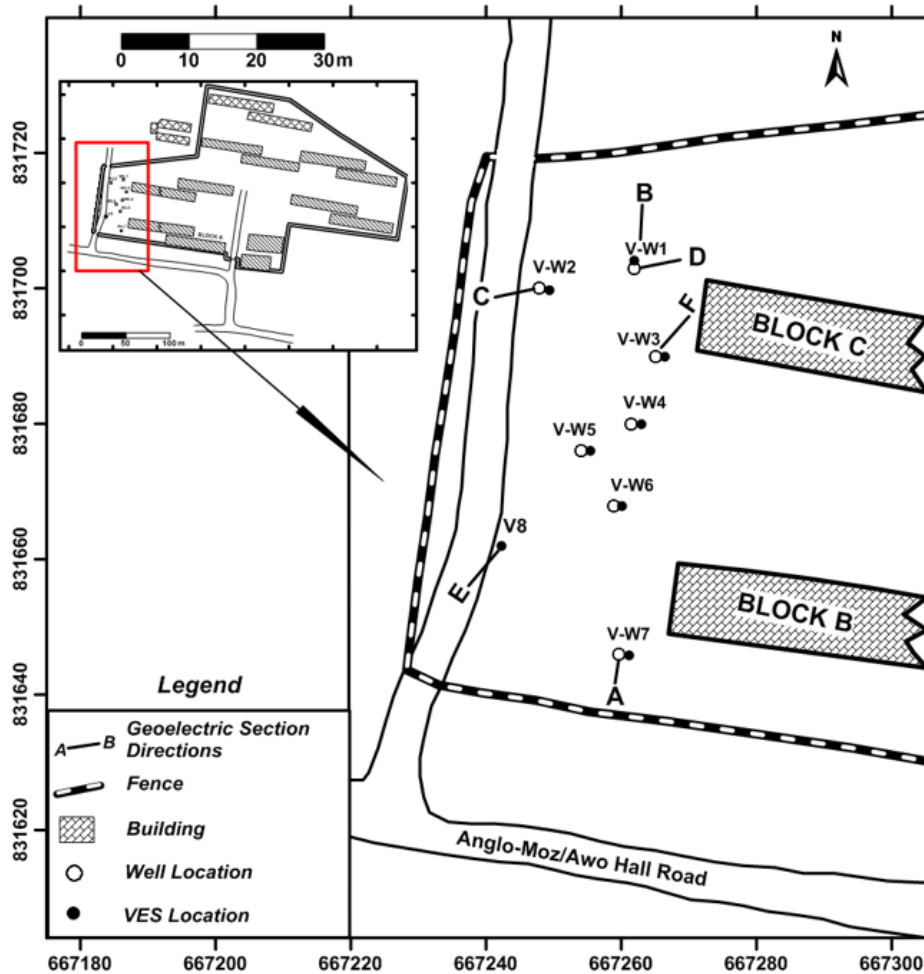 0 10 20 30m
N
831720
831700
831680
831660
831640
831620
BLOCK A
0 50 100 m
B
V-W1
D
V-W2
C
F
V-W3
BLOCK C
V-W4
V-W5
V-W6
V8
E
BLOCK B
V-W7
A
Legend
A B Geoelectric Section
Directions
Fence
Building
Well Location
VES Location
Anglo-Moz/Awo Hall Road
667180 667200 667220 667240 667260 667280 667300